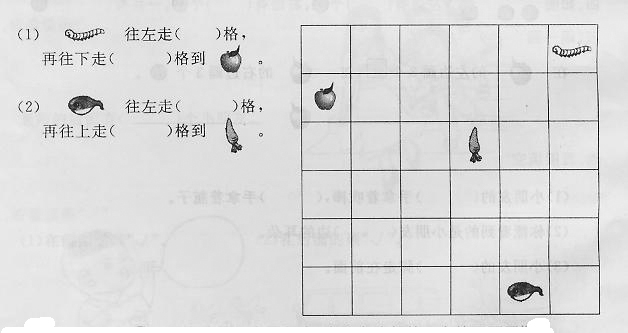 (1) 往左走( )格,
再往下走( )格到 。
(2) 往左走( )格,
再往上走( )格到 。